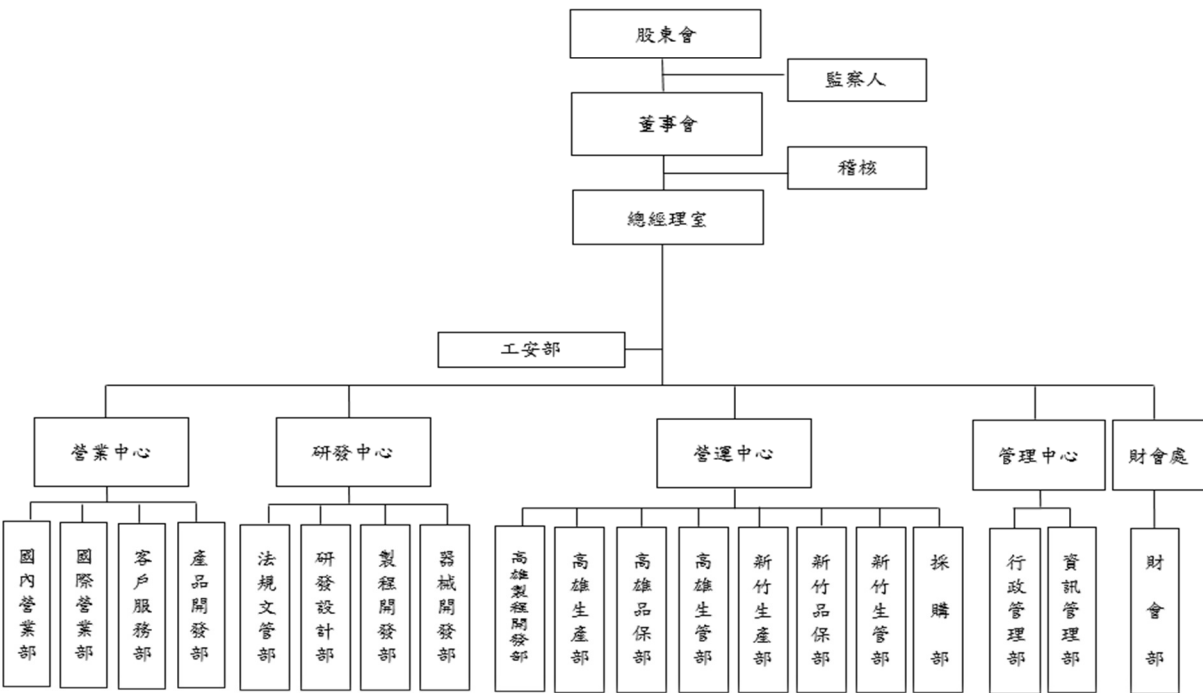 股東會
監察人
董事會
稽核
總經理室
工安部
營業中心
研發中心
營運中心
管理中心
財會處
國內營業部
國際營業部
客戶服務部
產品開發部
法規文管部
研發設計部
製程開發部
器械開發部
高雄製程開發部
高雄生產部
高雄品保部
高雄生管部
新竹生產部
新竹品保部
新竹生管部
採購部
行政管理部
資訊管理部
財會部